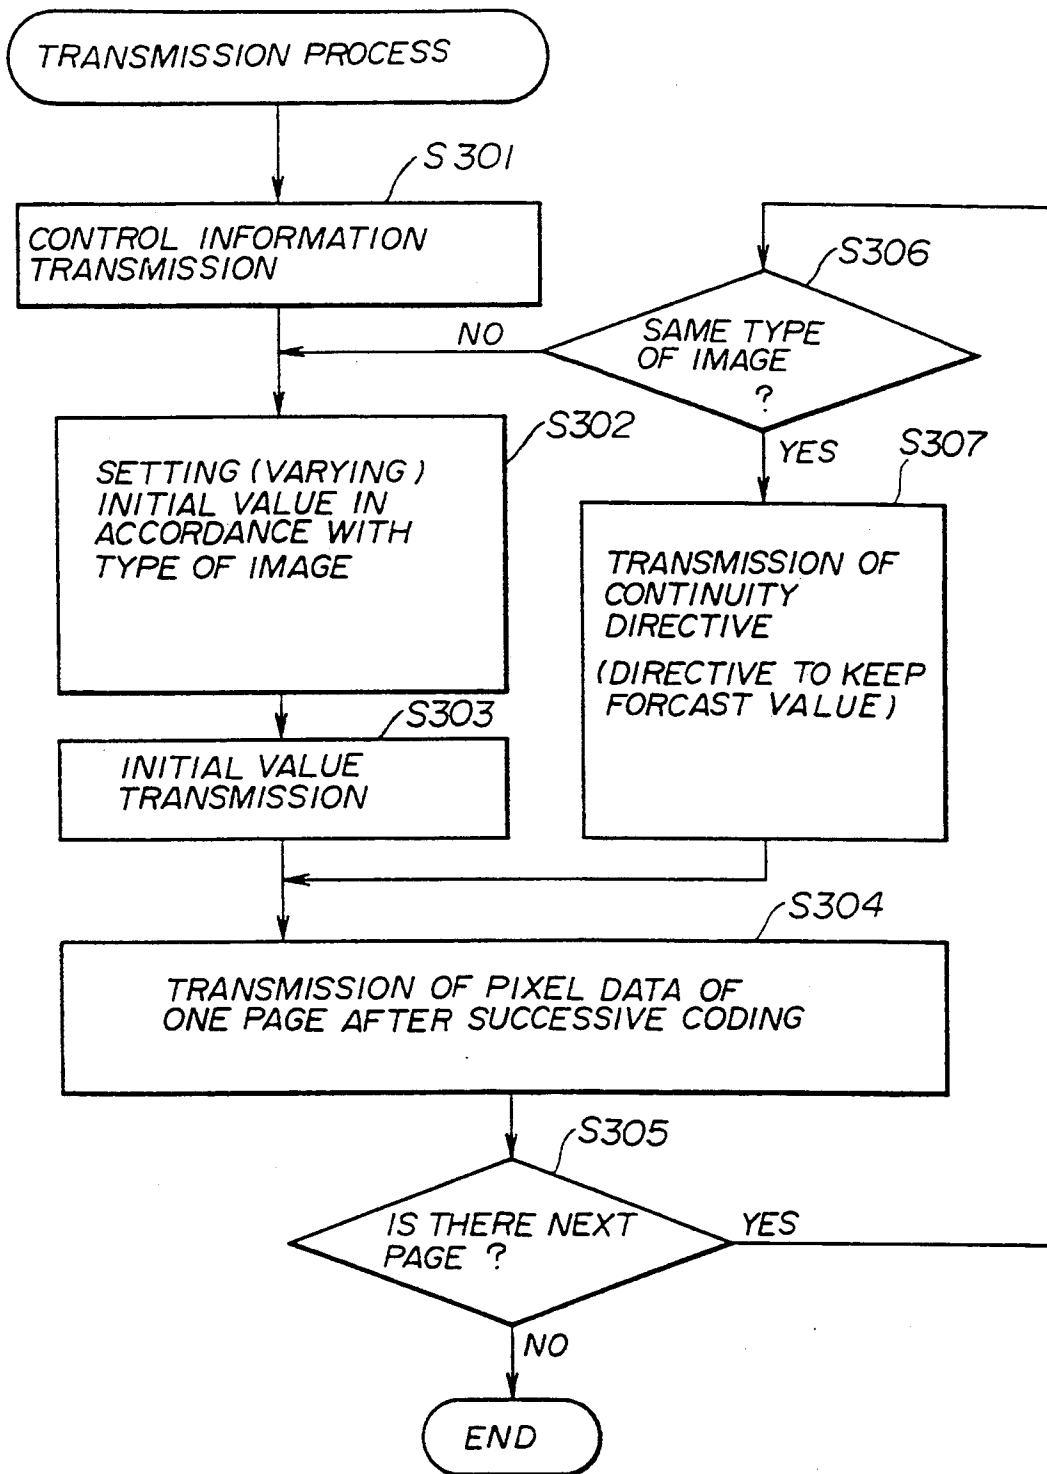 TRANSMISSION PROCESS
S301
CONTROL INFORMATION
TRANSMISSION
S306
SAME TYPE
OF IMAGE
?
NO
YES
S302
SETTING (VARYING)
INITIAL VALUE IN
ACCORDANCE WITH
TYPE OF IMAGE
S307
TRANSMISSION OF
CONTINUITY
DIRECTIVE
(DIRECTIVE TO KEEP
FORCAST VALUE)
S303
INITIAL VALUE
TRANSMISSION
S304
TRANSMISSION OF PIXEL DATA OF
ONE PAGE AFTER SUCCESSIVE CODING
S305
IS THERE NEXT
PAGE ?
YES
NO
END